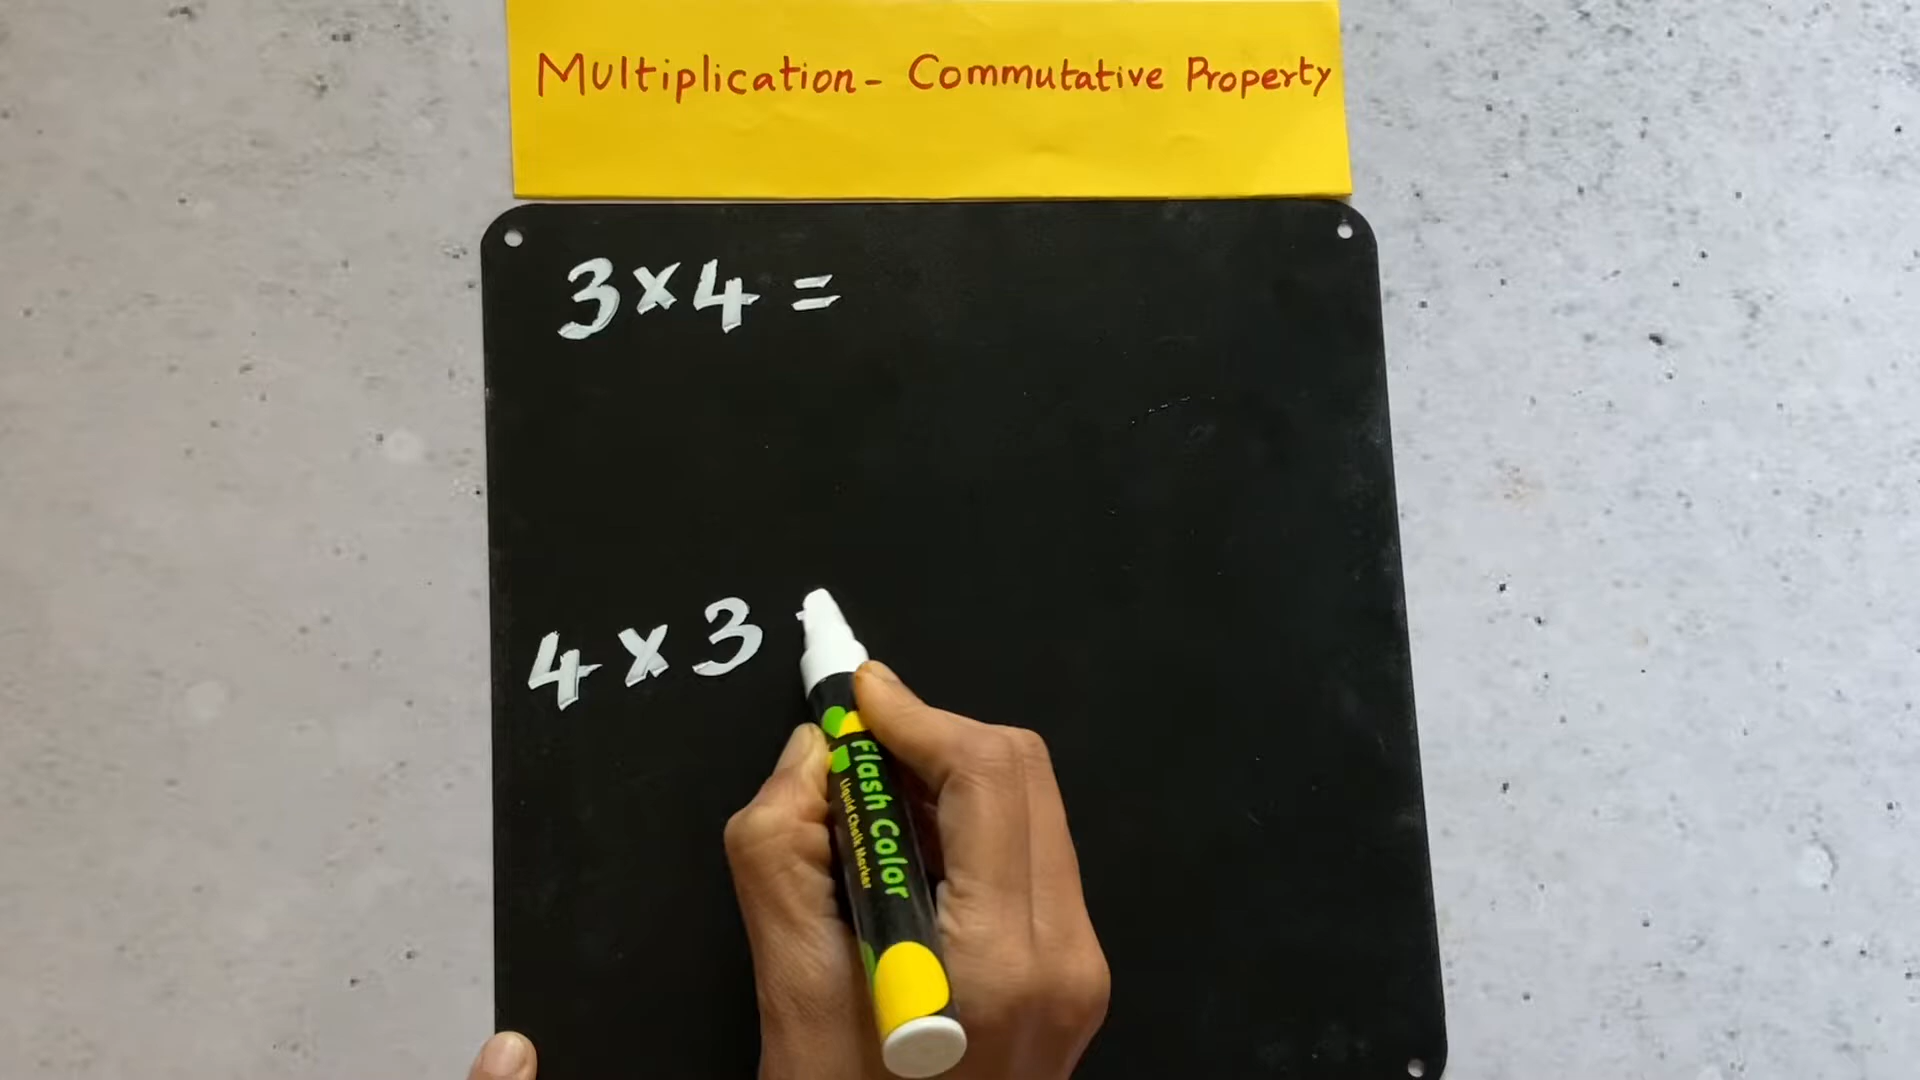 Multiplication - Commutative Property
3 × 4 =
4 × 3
Flash Color
Liquid Chalk Marker